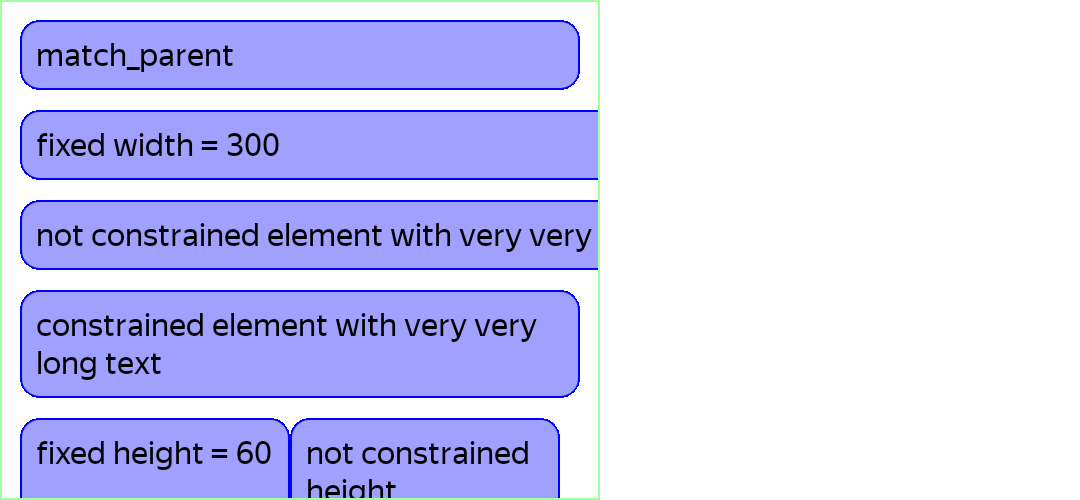 match_parent
fixed width = 300
not constrained element with very very
constrained element with very very
long text
fixed height = 60
not constrained
height